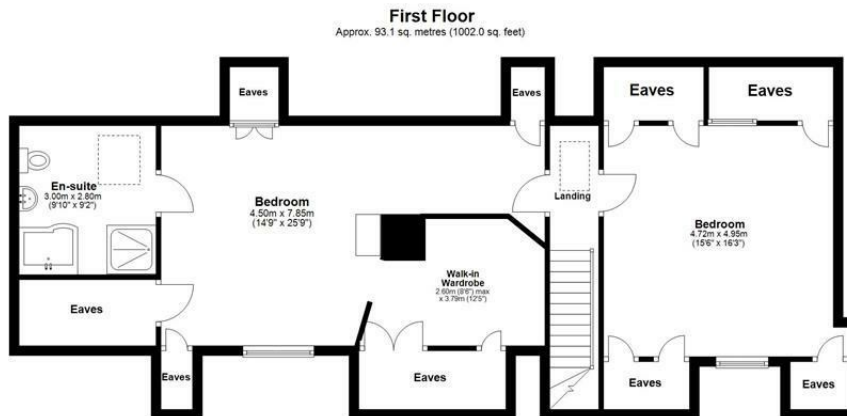 First Floor
Approx. 93.1 sq. metres (1002.0 sq. feet)
Eaves
Eaves
Eaves
Eaves
En-suite
3.00m x 2.80m
(9'10" x 9'2")
Bedroom
4.50m x 7.85m
(14'9" x 25'9")
Landing
Bedroom
4.72m x 4.95m
(15'6" x 16'3")
Walk-in
Wardrobe
2.60m (8'6") max
x 3.79m (12'5")
Eaves
Eaves
Eaves
Eaves
Eaves